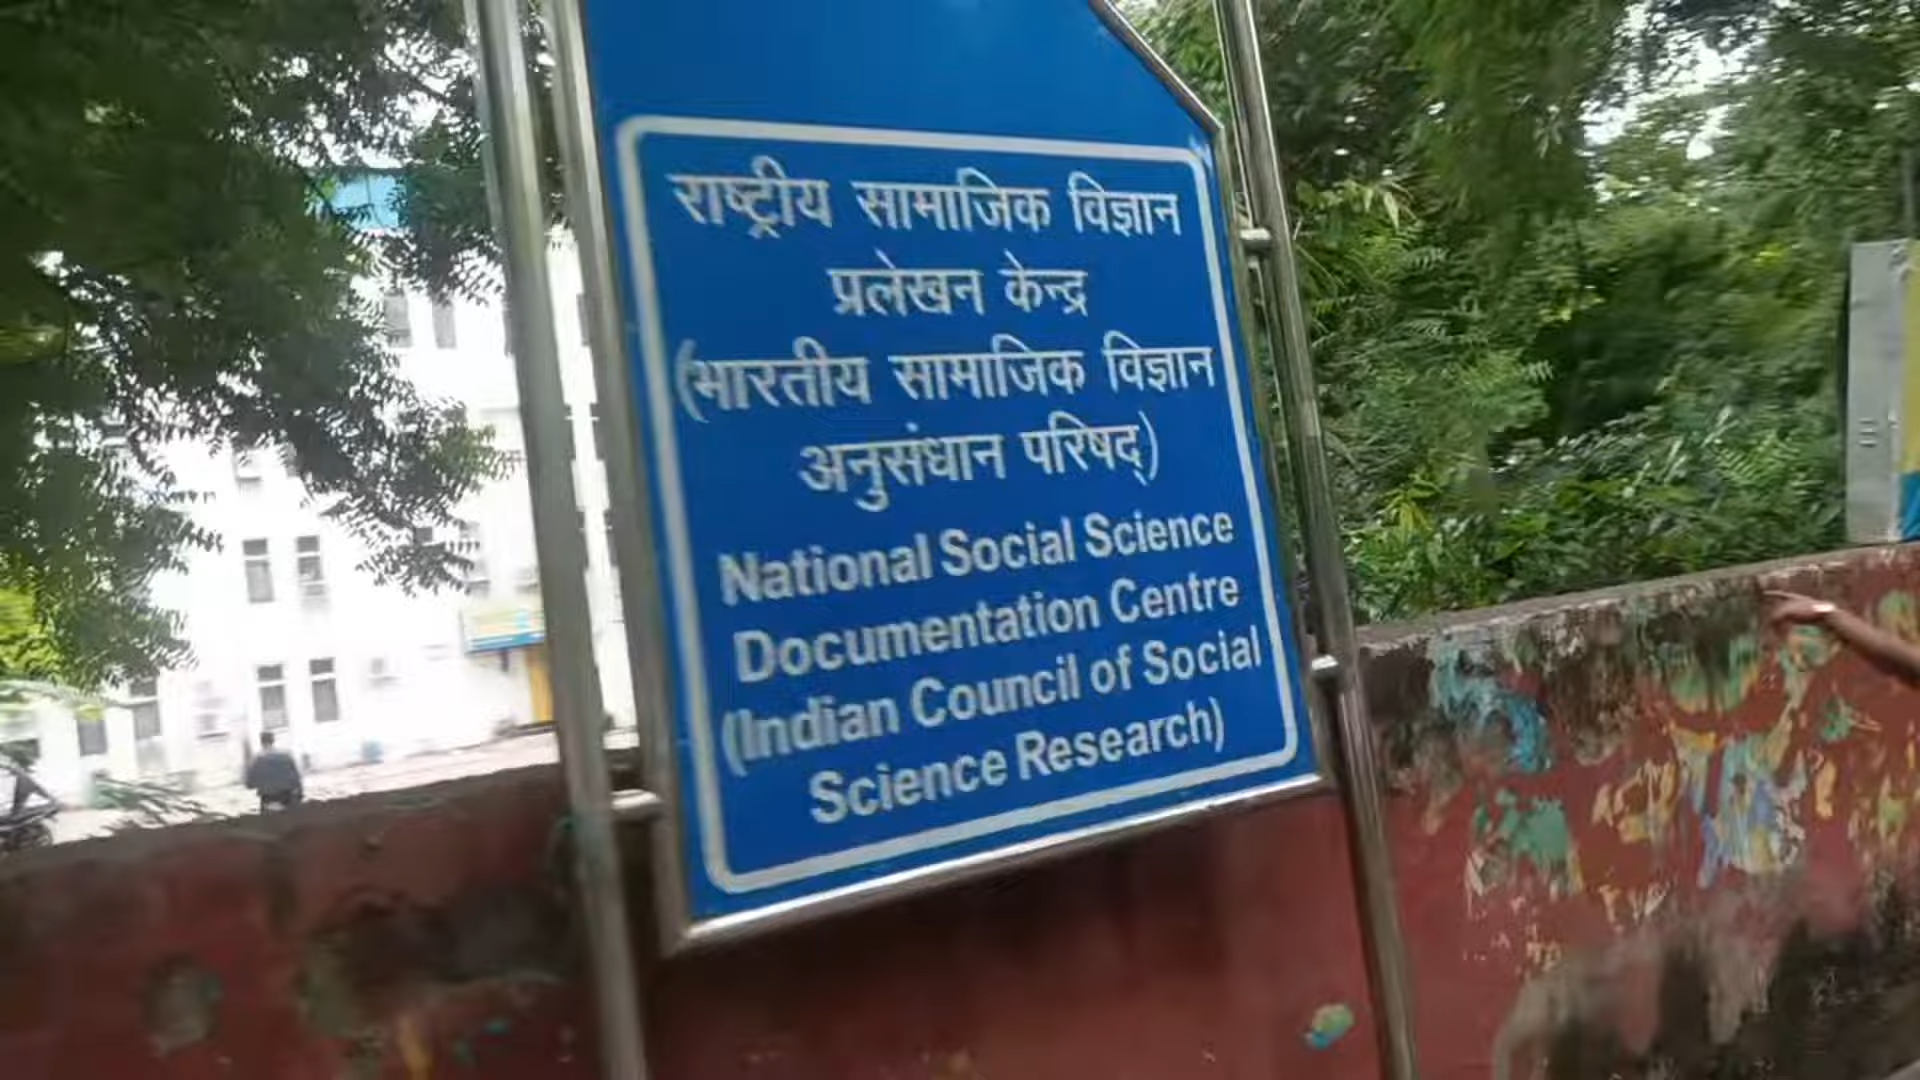 राष्ट्रीय सामाजिक विज्ञान
प्रलेखन केन्द्र
(भारतीय सामाजिक विज्ञान
अनुसंधान परिषद्)
National Social Science
Documentation Centre
(Indian Council of Social
Science Research)